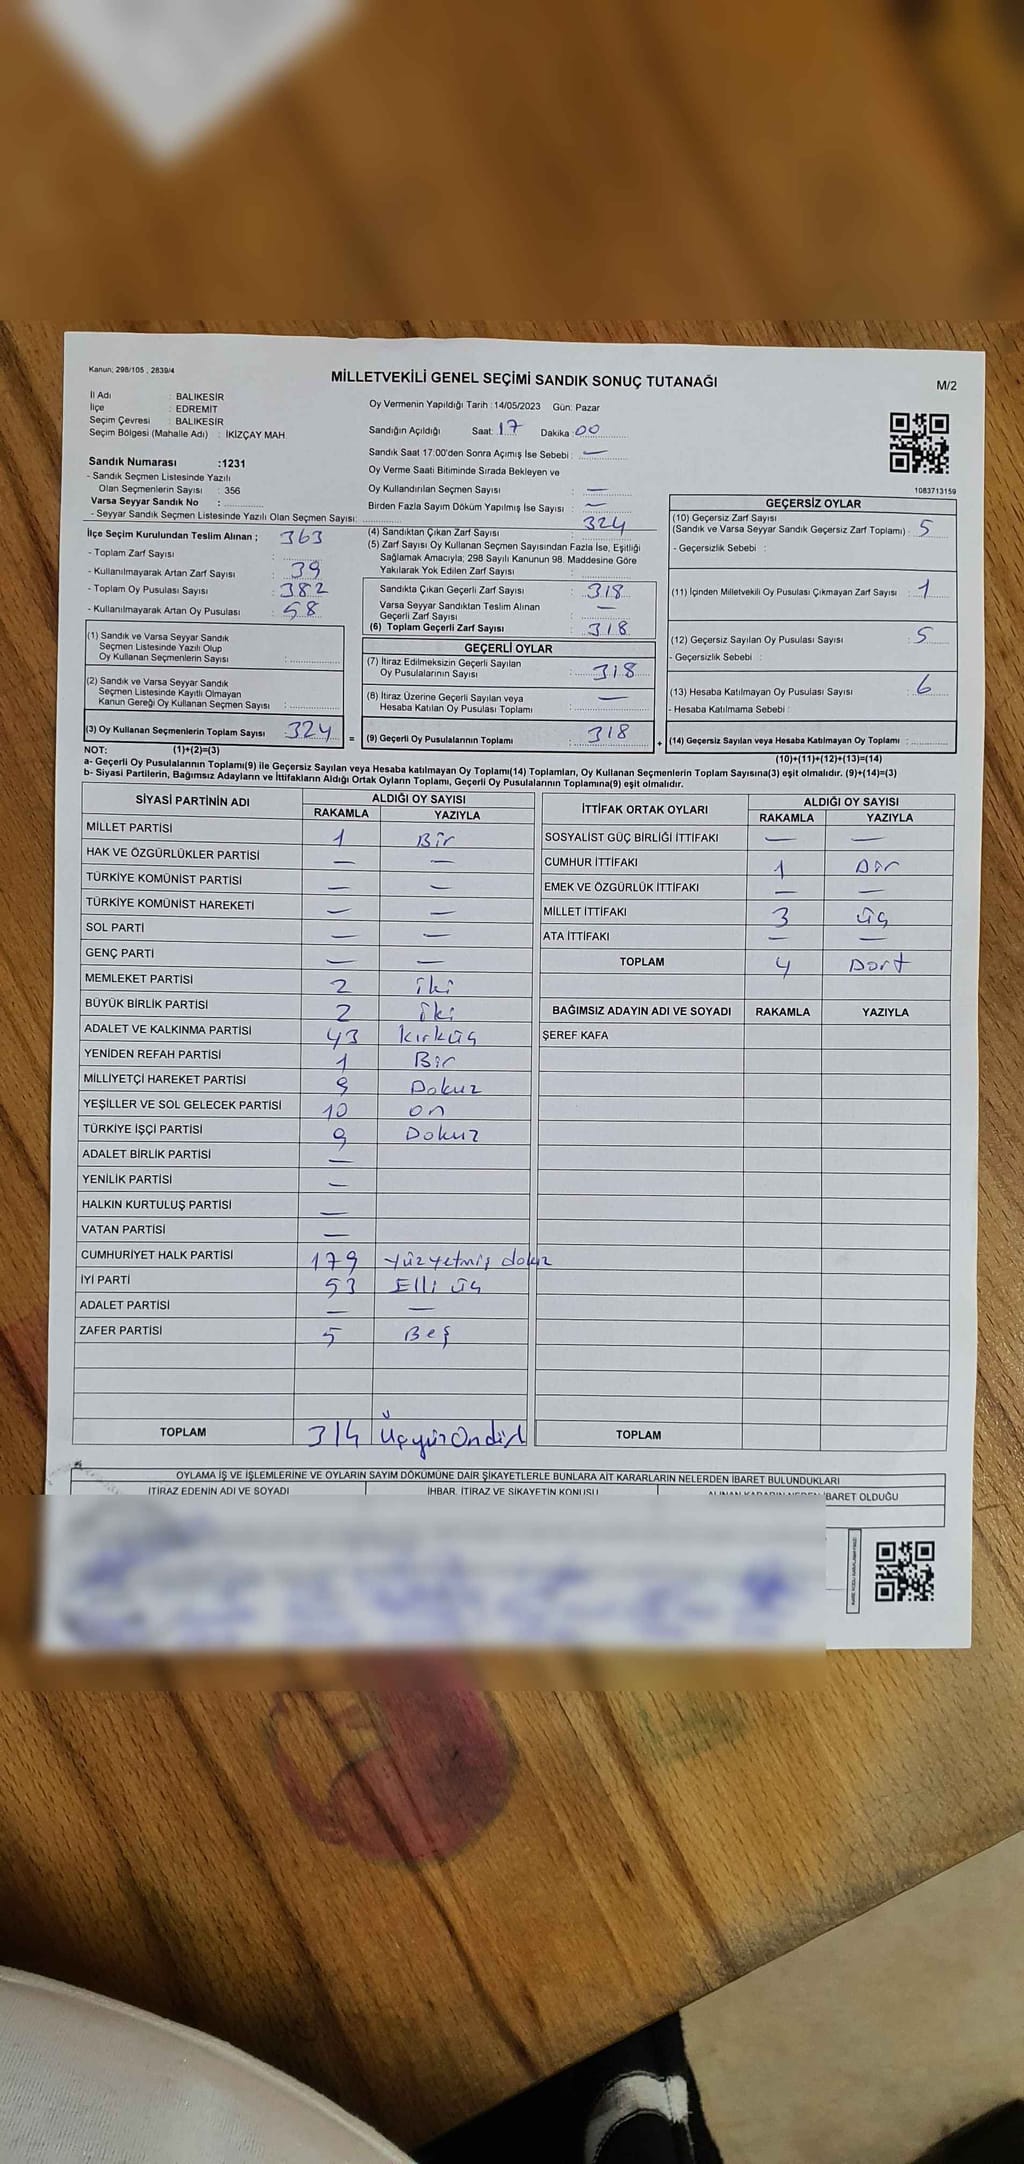 Kanun; 298/105 , 2839/4
MİLLETVEKİLİ GENEL SEÇİMİ SANDIK SONUÇ TUTANAĞI
M/2
İl Adı : BALIKESİR
İlçe : EDREMIT
Seçim Çevresi : BALIKESİR
Seçim Bölgesi (Mahalle Adı) : İKİZÇAY MAH
Sandık Numarası :1231
- Sandık Seçmen Listesinde Yazılı
Olan Seçmenlerin Sayısı : 356
Varsa Seyyar Sandık No :
- Seyyar Sandık Seçmen Listesinde Yazılı Olan Seçmen Sayısı:
Oy Vermenin Yapıldığı Tarih : 14/05/2023 Gün: Pazar
Sandığın Açıldığı Saat: 17 Dakika: 00
Sandık Saat 17:00'den Sonra Açımış İse Sebebi : —
Oy Verme Saati Bitiminde Sırada Bekleyen ve
Oy Kullandırılan Seçmen Sayısı : —
Birden Fazla Sayım Döküm Yapılmış İse Sayısı : —
1083713159
İlçe Seçim Kurulundan Teslim Alınan ; 363
- Toplam Zarf Sayısı :
- Kullanılmayarak Artan Zarf Sayısı : 39
- Toplam Oy Pusulası Sayısı : 382
- Kullanılmayarak Artan Oy Pusulası : 58
(1) Sandık ve Varsa Seyyar Sandık
Seçmen Listesinde Yazılı Olup
Oy Kullanan Seçmenlerin Sayısı :
(2) Sandık ve Varsa Seyyar Sandık
Seçmen Listesinde Kayıtlı Olmayan
Kanun Gereği Oy Kullanan Seçmen Sayısı :
(3) Oy Kullanan Seçmenlerin Toplam Sayısı : 324 =
(4) Sandıktan Çıkan Zarf Sayısı : 324
(5) Zarf Sayısı Oy Kullanan Seçmen Sayısından Fazla İse, Eşitliği
Sağlamak Amacıyla; 298 Sayılı Kanunun 98. Maddesine Göre
Yakılarak Yok Edilen Zarf Sayısı :
Sandıkta Çıkan Geçerli Zarf Sayısı : 318
Varsa Seyyar Sandıktan Teslim Alınan
Geçerli Zarf Sayısı : —
(6) Toplam Geçerli Zarf Sayısı : 318
GEÇERLİ OYLAR
(7) İtiraz Edilmeksizin Geçerli Sayılan
Oy Pusulalarının Sayısı : 318
(8) İtiraz Üzerine Geçerli Sayılan veya
Hesaba Katılan Oy Pusulası Toplamı : —
(9) Geçerli Oy Pusulalarının Toplamı : 318 +
GEÇERSİZ OYLAR
(10) Geçersiz Zarf Sayısı
(Sandık ve Varsa Seyyar Sandık Geçersiz Zarf Toplamı) : 5
- Geçersizlik Sebebi :
(11) İçinden Milletvekili Oy Pusulası Çıkmayan Zarf Sayısı : 1
(12) Geçersiz Sayılan Oy Pusulası Sayısı : 5
- Geçersizlik Sebebi :
(13) Hesaba Katılmayan Oy Pusulası Sayısı : 6
- Hesaba Katılmama Sebebi :
(14) Geçersiz Sayılan veya Hesaba Katılmayan Oy Toplamı :
NOT: (1)+(2)=(3)
(10)+(11)+(12)+(13)=(14)
a- Geçerli Oy Pusulalarının Toplamı(9) ile Geçersiz Sayılan veya Hesaba katılmayan Oy Toplamı(14) Toplamları, Oy Kullanan Seçmenlerin Toplam Sayısına(3) eşit olmalıdır. (9)+(14)=(3)
b- Siyasi Partilerin, Bağımsız Adayların ve İttifakların Aldığı Ortak Oyların Toplamı, Geçerli Oy Pusulalarının Toplamına(9) eşit olmalıdır.
SİYASİ PARTİNİN ADI ALDIĞI OY SAYISI
RAKAMLA YAZIYLA
MİLLET PARTİSİ 1 Bir
HAK VE ÖZGÜRLÜKLER PARTİSİ — —
TÜRKİYE KOMÜNİST PARTİSİ — —
TÜRKİYE KOMÜNİST HAREKETİ — —
SOL PARTİ — —
GENÇ PARTİ — —
MEMLEKET PARTİSİ 2 iki
BÜYÜK BİRLİK PARTİSİ 2 iki
ADALET VE KALKINMA PARTİSİ 43 kırküç
YENİDEN REFAH PARTİSİ 1 Bir
MİLLİYETÇİ HAREKET PARTİSİ 9 Dokuz
YEŞİLLER VE SOL GELECEK PARTİSİ 10 on
TÜRKİYE İŞÇİ PARTİSİ 9 Dokuz
ADALET BİRLİK PARTİSİ —
YENİLİK PARTİSİ —
HALKIN KURTULUŞ PARTİSİ —
VATAN PARTİSİ —
CUMHURİYET HALK PARTİSİ 179 Yüzyetmiş dokuz
İYİ PARTİ 53 Elli üç
ADALET PARTİSİ — —
ZAFER PARTİSİ 5 Beş
TOPLAM 314 Üçyüz Ondört
İTTİFAK ORTAK OYLARI ALDIĞI OY SAYISI
RAKAMLA YAZIYLA
SOSYALİST GÜÇ BİRLİĞİ İTTİFAKI — —
CUMHUR İTTİFAKI 1 Bir
EMEK VE ÖZGÜRLÜK İTTİFAKI — —
MİLLET İTTİFAKI 3 üç
ATA İTTİFAKI — —
TOPLAM 4 Dört
BAĞIMSIZ ADAYIN ADI VE SOYADI RAKAMLA YAZIYLA
ŞEREF KAFA
TOPLAM
OYLAMA İŞ VE İŞLEMLERİNE VE OYLARIN SAYIM DÖKÜMÜNE DAİR ŞİKAYETLERLE BUNLARA AİT KARARLARIN NELERDEN İBARET BULUNDUKLARI
İTİRAZ EDENİN ADI VE SOYADI İHBAR, İTİRAZ VE ŞİKAYETİN KONUSU ALINAN KARARIN NEDEN İBARET OLDUĞU